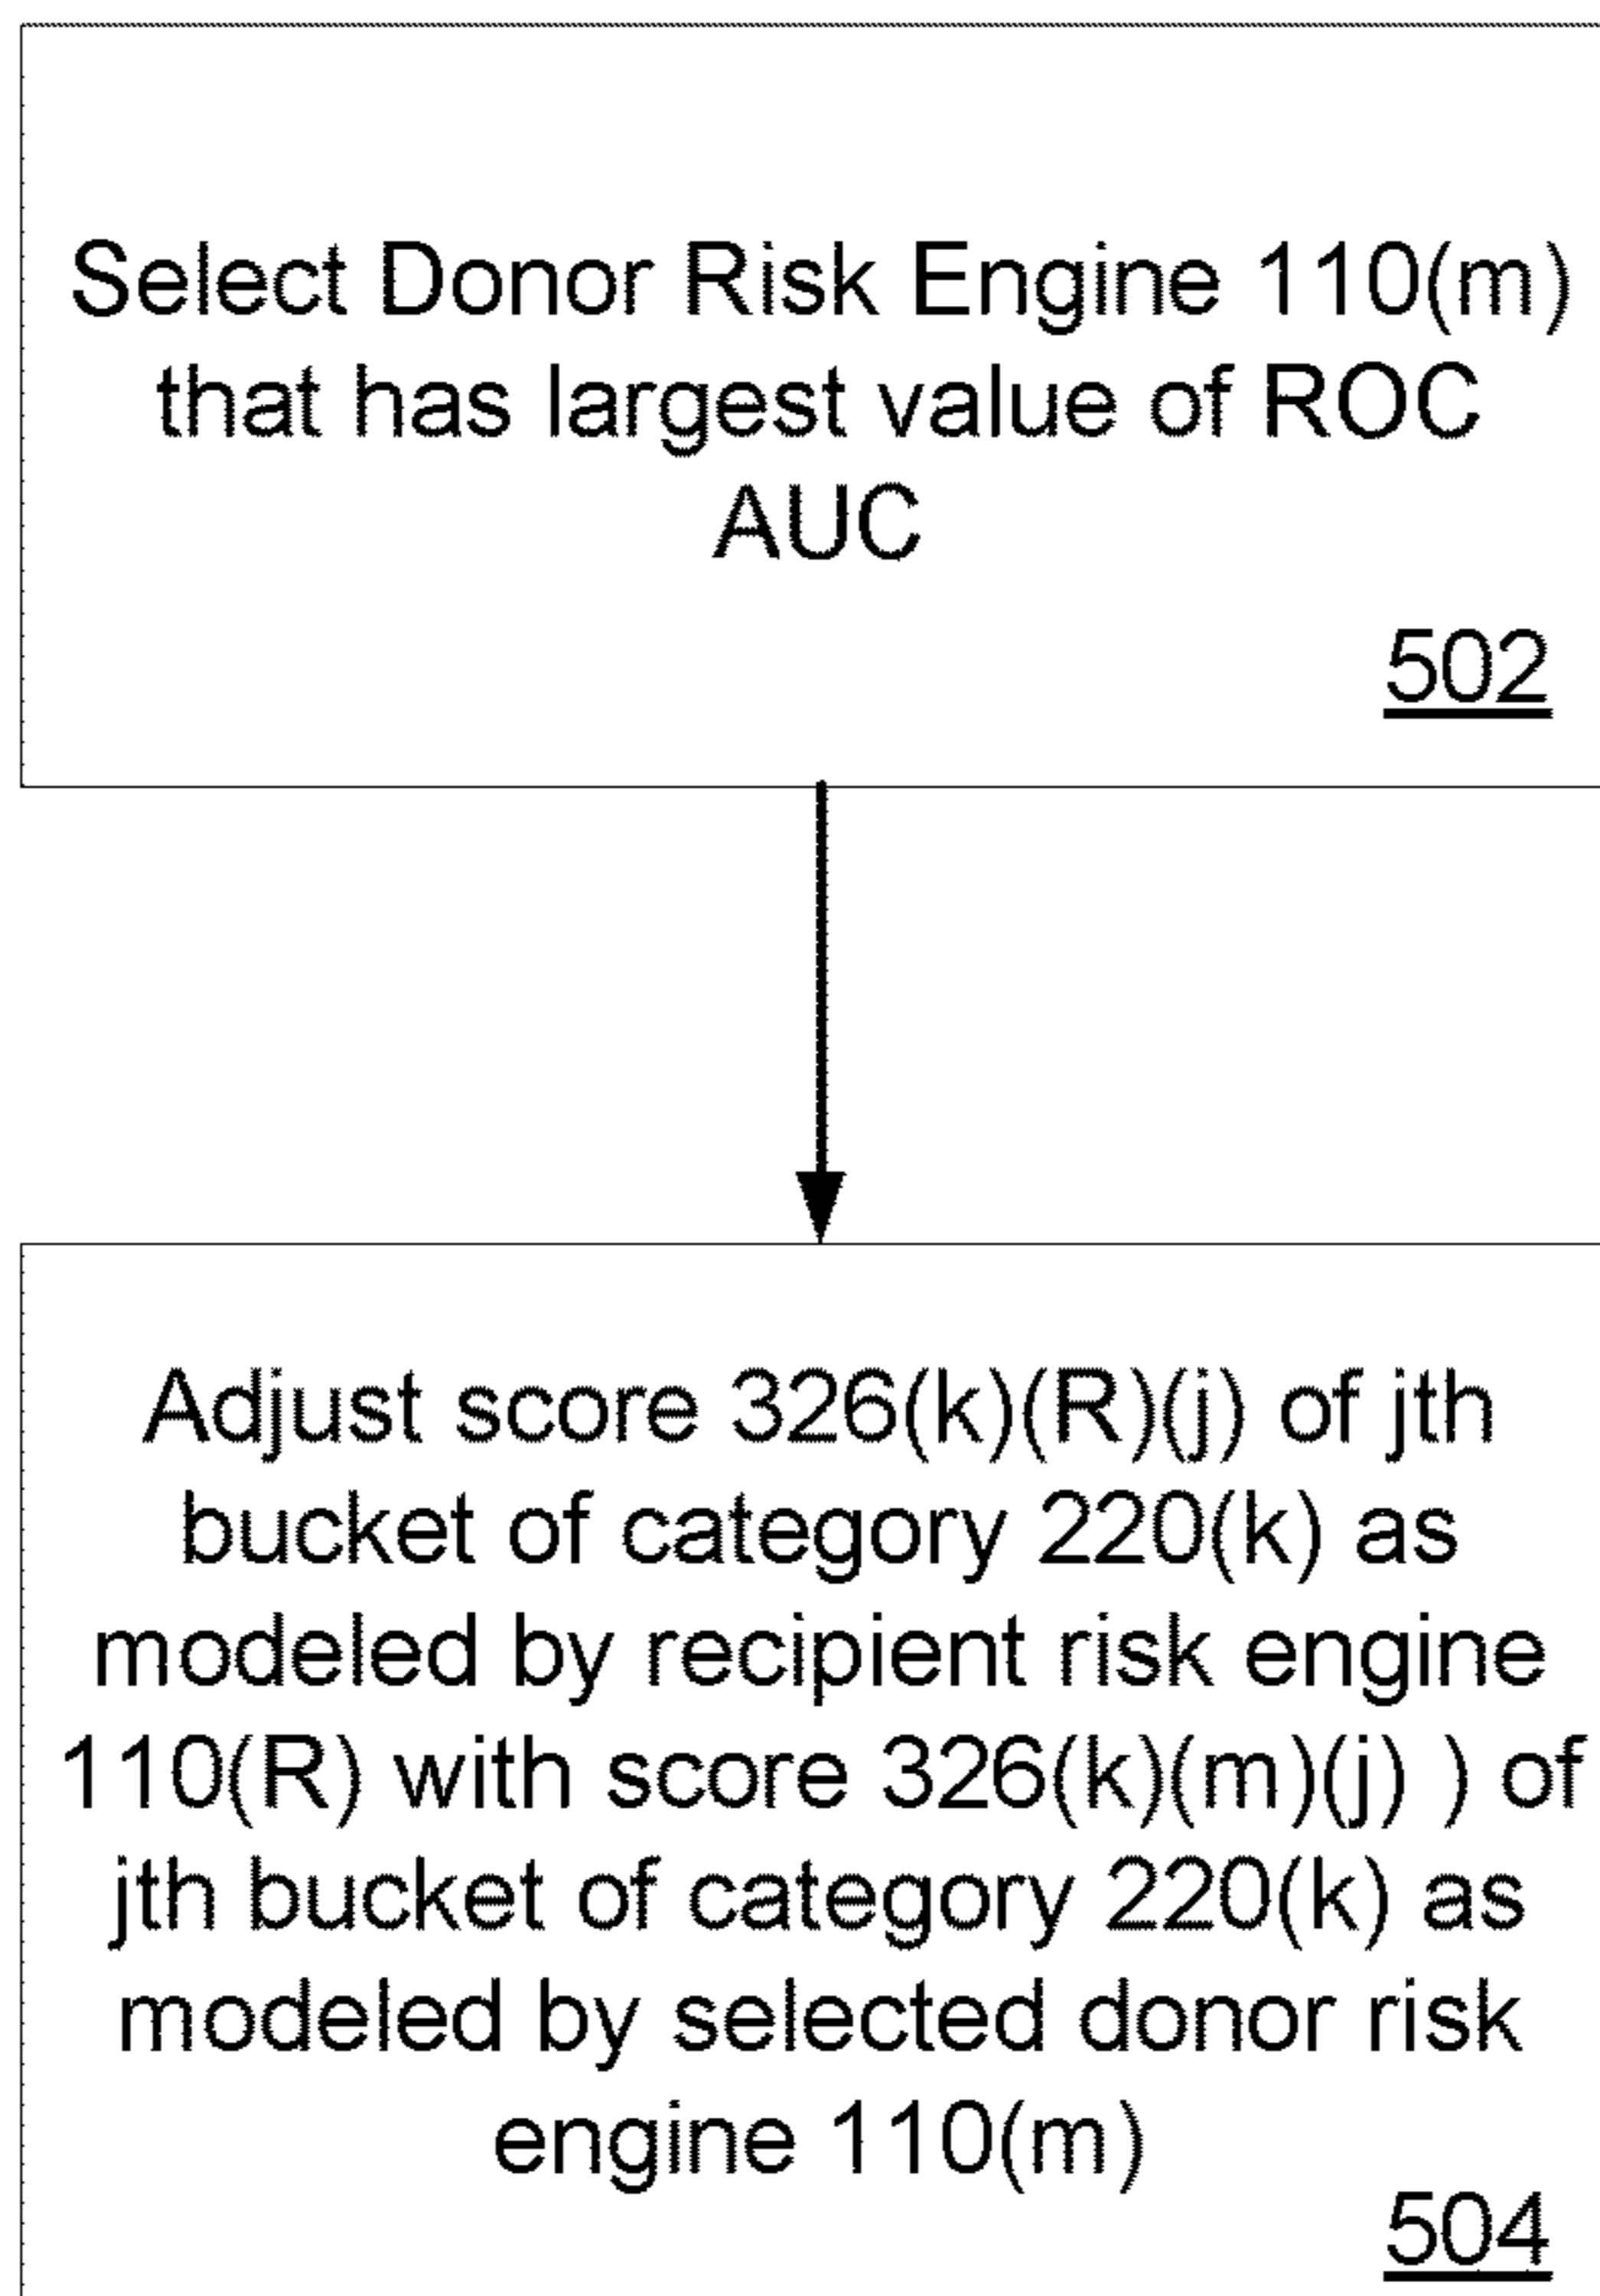 Select Donor Risk Engine 110(m)
that has largest value of ROC
AUC
502
Adjust score 326(k)(R)(j) of jth
bucket of category 220(k) as
modeled by recipient risk engine
110(R) with score 326(k)(m)(j) ) of
jth bucket of category 220(k) as
modeled by selected donor risk
engine 110(m)
504